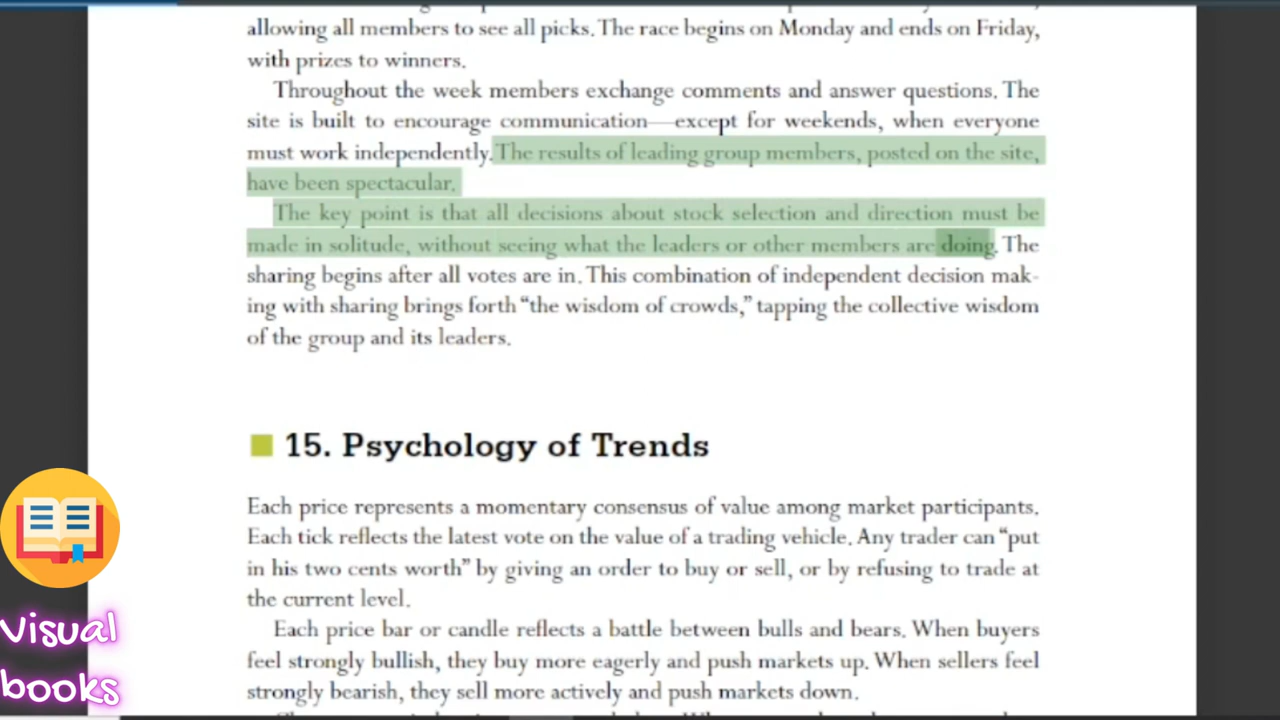 allowing all members to see all picks. The race begins on Monday and ends on Friday,
with prizes to winners.
Throughout the week members exchange comments and answer questions. The
site is built to encourage communication—except for weekends, when everyone
must work independently. The results of leading group members, posted on the site,
have been spectacular.
The key point is that all decisions about stock selection and direction must be
made in solitude, without seeing what the leaders or other members are doing. The
sharing begins after all votes are in. This combination of independent decision mak-
ing with sharing brings forth “the wisdom of crowds,” tapping the collective wisdom
of the group and its leaders.
15. Psychology of Trends
Each price represents a momentary consensus of value among market participants.
Each tick reflects the latest vote on the value of a trading vehicle. Any trader can “put
in his two cents worth” by giving an order to buy or sell, or by refusing to trade at
the current level.
Each price bar or candle reflects a battle between bulls and bears. When buyers
feel strongly bullish, they buy more eagerly and push markets up. When sellers feel
strongly bearish, they sell more actively and push markets down.
Visual
books